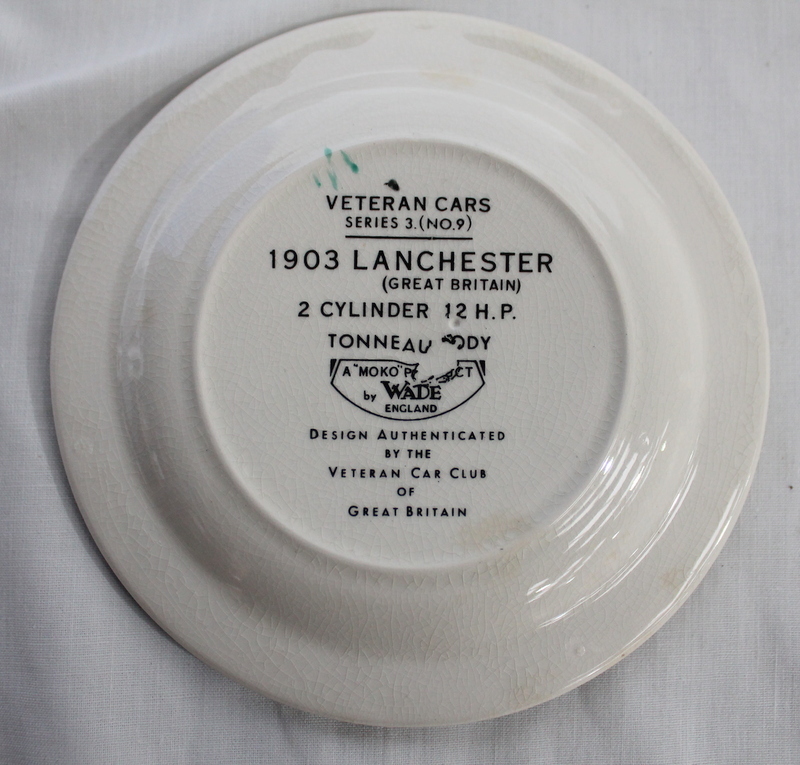 VETERAN CARS
SERIES 3.(NO.9)
1903 LANCHESTER
(GREAT BRITAIN)
2 CYLINDER 12 H.P.
TONNEAU
A "MOKO"
by WADE
ENGLAND
DESIGN AUTHENTICATED
BY THE
VETERAN CAR CLUB
OF
GREAT BRITAIN